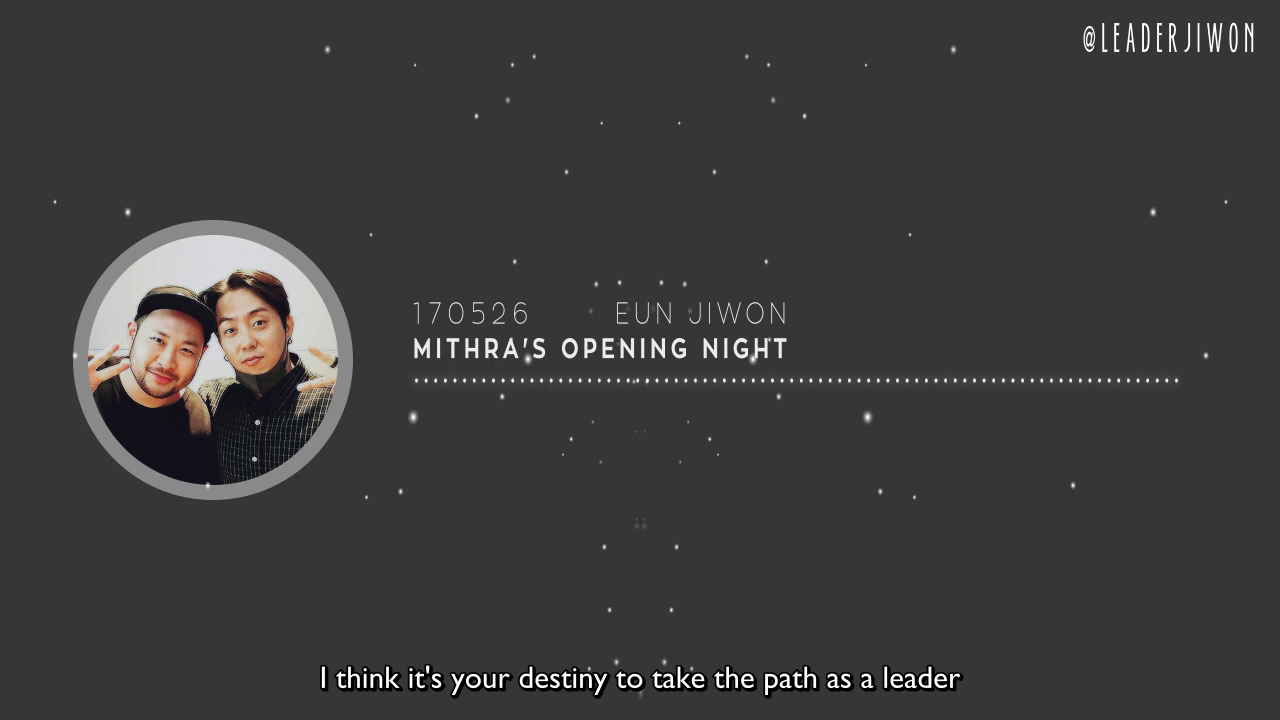 @LEADERJIWON
170526 EUN JIWON
MITHRA'S OPENING NIGHT
I think it's your destiny to take the path as a leader